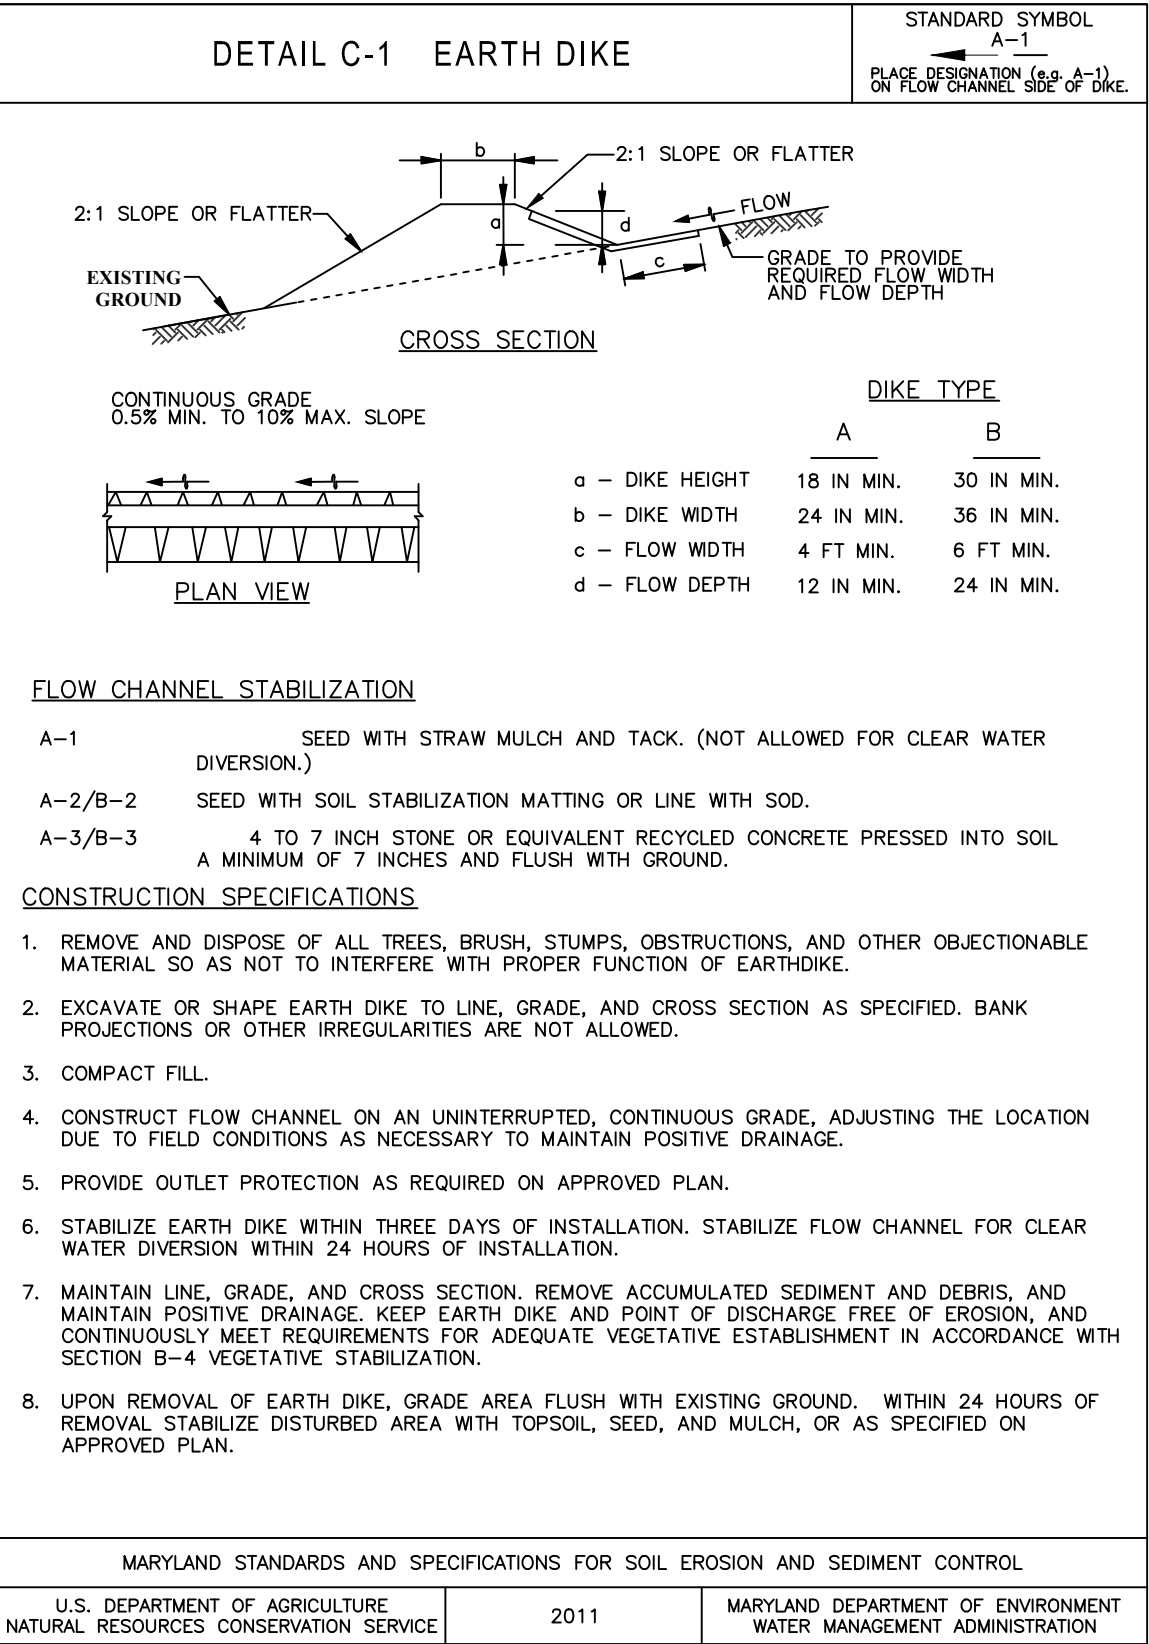 DETAIL C-1 EARTH DIKE
STANDARD SYMBOL
A-1
PLACE DESIGNATION (e.g. A-1)
ON FLOW CHANNEL SIDE OF DIKE.
b
2:1 SLOPE OR FLATTER
2:1 SLOPE OR FLATTER
a
d
FLOW
c
EXISTING
GROUND
GRADE TO PROVIDE
REQUIRED FLOW WIDTH
AND FLOW DEPTH
CROSS SECTION
CONTINUOUS GRADE
0.5% MIN. TO 10% MAX. SLOPE
PLAN VIEW
DIKE TYPE
A B
a - DIKE HEIGHT 18 IN MIN. 30 IN MIN.
b - DIKE WIDTH 24 IN MIN. 36 IN MIN.
c - FLOW WIDTH 4 FT MIN. 6 FT MIN.
d - FLOW DEPTH 12 IN MIN. 24 IN MIN.
FLOW CHANNEL STABILIZATION
A-1 SEED WITH STRAW MULCH AND TACK. (NOT ALLOWED FOR CLEAR WATER
DIVERSION.)
A-2/B-2 SEED WITH SOIL STABILIZATION MATTING OR LINE WITH SOD.
A-3/B-3 4 TO 7 INCH STONE OR EQUIVALENT RECYCLED CONCRETE PRESSED INTO SOIL
A MINIMUM OF 7 INCHES AND FLUSH WITH GROUND.
CONSTRUCTION SPECIFICATIONS
1. REMOVE AND DISPOSE OF ALL TREES, BRUSH, STUMPS, OBSTRUCTIONS, AND OTHER OBJECTIONABLE
MATERIAL SO AS NOT TO INTERFERE WITH PROPER FUNCTION OF EARTHDIKE.
2. EXCAVATE OR SHAPE EARTH DIKE TO LINE, GRADE, AND CROSS SECTION AS SPECIFIED. BANK
PROJECTIONS OR OTHER IRREGULARITIES ARE NOT ALLOWED.
3. COMPACT FILL.
4. CONSTRUCT FLOW CHANNEL ON AN UNINTERRUPTED, CONTINUOUS GRADE, ADJUSTING THE LOCATION
DUE TO FIELD CONDITIONS AS NECESSARY TO MAINTAIN POSITIVE DRAINAGE.
5. PROVIDE OUTLET PROTECTION AS REQUIRED ON APPROVED PLAN.
6. STABILIZE EARTH DIKE WITHIN THREE DAYS OF INSTALLATION. STABILIZE FLOW CHANNEL FOR CLEAR
WATER DIVERSION WITHIN 24 HOURS OF INSTALLATION.
7. MAINTAIN LINE, GRADE, AND CROSS SECTION. REMOVE ACCUMULATED SEDIMENT AND DEBRIS, AND
MAINTAIN POSITIVE DRAINAGE. KEEP EARTH DIKE AND POINT OF DISCHARGE FREE OF EROSION, AND
CONTINUOUSLY MEET REQUIREMENTS FOR ADEQUATE VEGETATIVE ESTABLISHMENT IN ACCORDANCE WITH
SECTION B-4 VEGETATIVE STABILIZATION.
8. UPON REMOVAL OF EARTH DIKE, GRADE AREA FLUSH WITH EXISTING GROUND. WITHIN 24 HOURS OF
REMOVAL STABILIZE DISTURBED AREA WITH TOPSOIL, SEED, AND MULCH, OR AS SPECIFIED ON
APPROVED PLAN.
MARYLAND STANDARDS AND SPECIFICATIONS FOR SOIL EROSION AND SEDIMENT CONTROL
U.S. DEPARTMENT OF AGRICULTURE
NATURAL RESOURCES CONSERVATION SERVICE
2011
MARYLAND DEPARTMENT OF ENVIRONMENT
WATER MANAGEMENT ADMINISTRATION